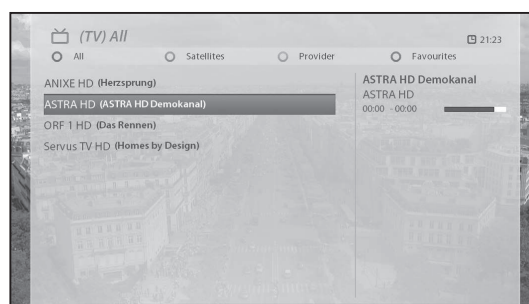 (TV) All
21:23
All Satellites Provider Favourites
ANIXE HD (Herzsprung)
ASTRA HD (ASTRA HD Demokanal)
ORF 1 HD (Das Rennen)
Servus TV HD (Homes by Design)
ASTRA HD Demokanal
ASTRA HD
00:00 - 00:00